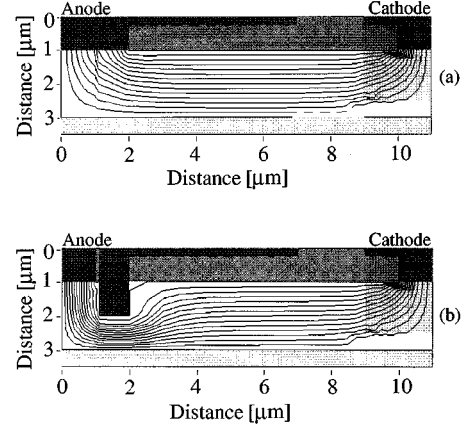 Anode Cathode
Distance [μm]
0
1
2
3
0 2 4 6 8 10
Distance [μm]
(a)
Anode Cathode
Distance [μm]
0
1
2
3
0 2 4 6 8 10
Distance [μm]
(b)